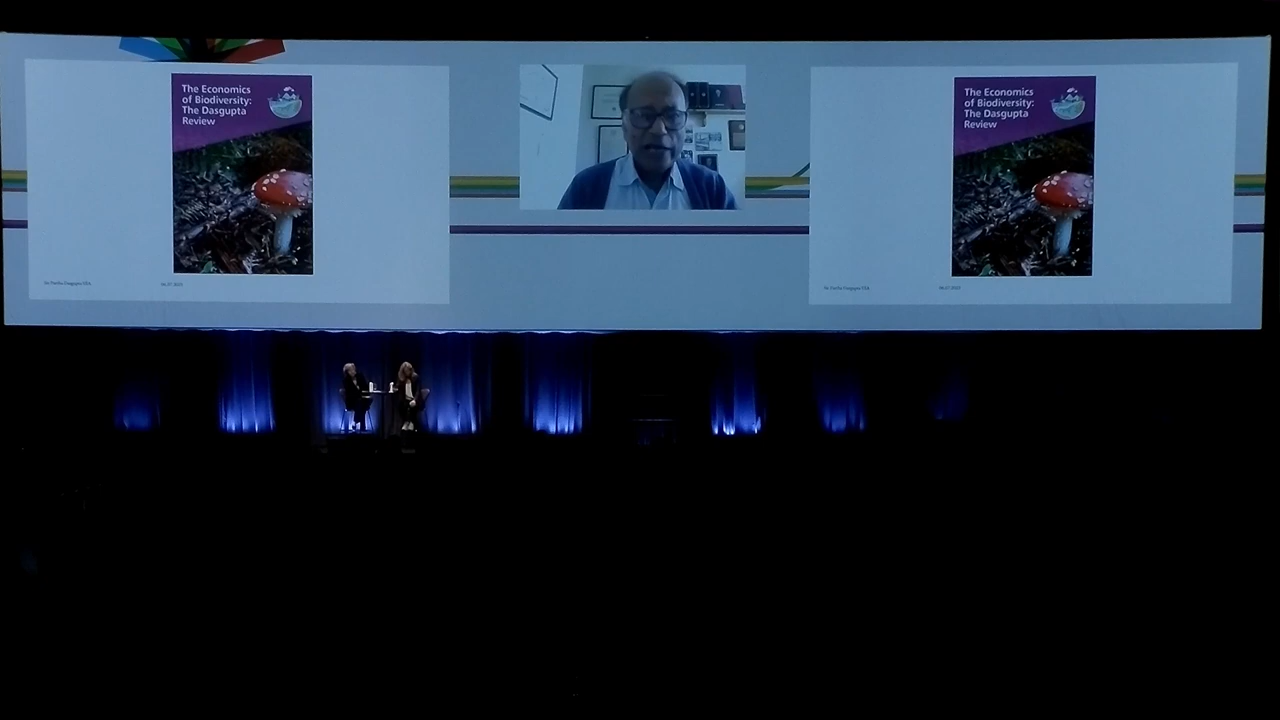 The Economics
of Biodiversity:
The Dasgupta
Review
The Economics
of Biodiversity:
The Dasgupta
Review